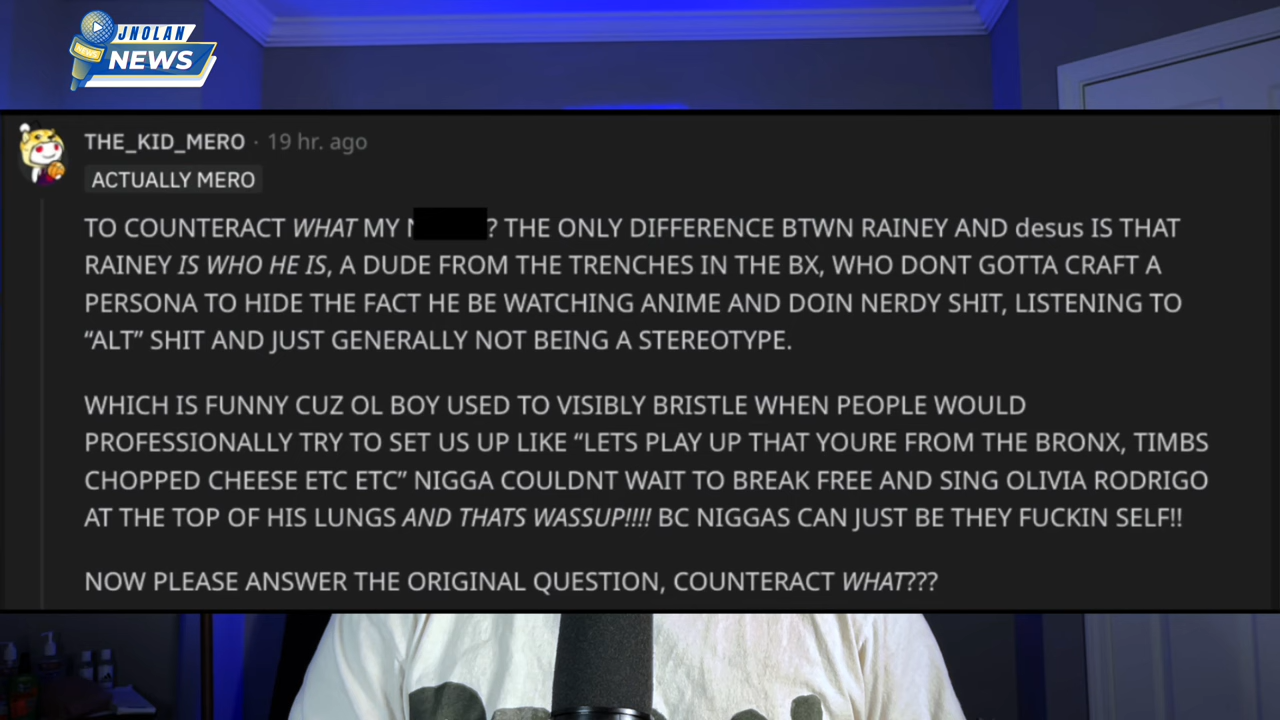 JNOLAN
NEWS
NEWS
THE_KID_MERO · 19 hr. ago
ACTUALLY MERO
TO COUNTERACT WHAT MY ? THE ONLY DIFFERENCE BTWN RAINEY AND desus IS THAT
RAINEY IS WHO HE IS, A DUDE FROM THE TRENCHES IN THE BX, WHO DONT GOTTA CRAFT A
PERSONA TO HIDE THE FACT HE BE WATCHING ANIME AND DOIN NERDY SHIT, LISTENING TO
“ALT” SHIT AND JUST GENERALLY NOT BEING A STEREOTYPE.
WHICH IS FUNNY CUZ OL BOY USED TO VISIBLY BRISTLE WHEN PEOPLE WOULD
PROFESSIONALLY TRY TO SET US UP LIKE “LETS PLAY UP THAT YOURE FROM THE BRONX, TIMBS
CHOPPED CHEESE ETC ETC” NIGGA COULDNT WAIT TO BREAK FREE AND SING OLIVIA RODRIGO
AT THE TOP OF HIS LUNGS AND THATS WASSUP!!!! BC NIGGAS CAN JUST BE THEY FUCKIN SELF!!
NOW PLEASE ANSWER THE ORIGINAL QUESTION, COUNTERACT WHAT???